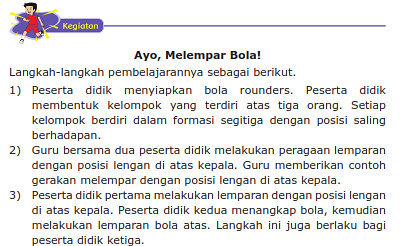 Kegiatan
Ayo, Melempar Bola!
Langkah-langkah pembelajarannya sebagai berikut.
1) Peserta didik menyiapkan bola rounders. Peserta didik
membentuk kelompok yang terdiri atas tiga orang. Setiap
kelompok berdiri dalam formasi segitiga dengan posisi saling
berhadapan.
2) Guru bersama dua peserta didik melakukan peragaan lemparan
dengan posisi lengan di atas kepala. Guru memberikan contoh
gerakan melempar dengan posisi lengan di atas kepala.
3) Peserta didik pertama melakukan lemparan dengan posisi lengan
di atas kepala. Peserta didik kedua menangkap bola, kemudian
melakukan lemparan bola atas. Langkah ini juga berlaku bagi
peserta didik ketiga.